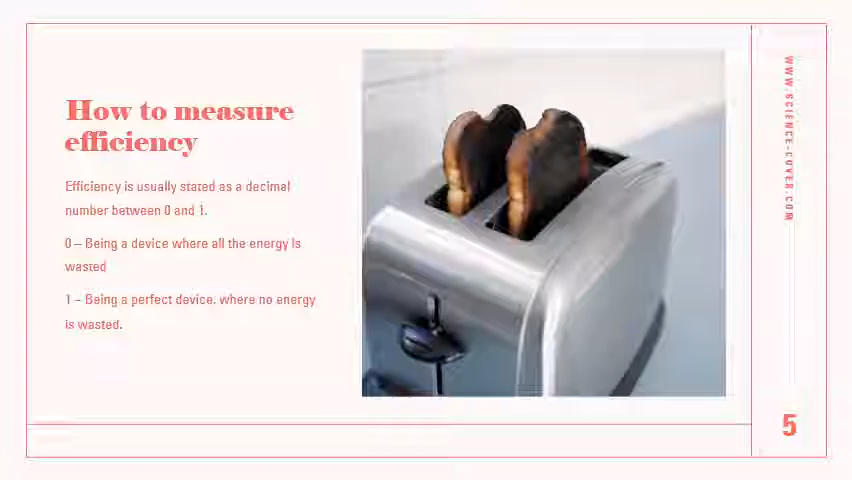 How to measure
efficiency
Efficiency is usually stated as a decimal
number between 0 and 1.
0 – Being a device where all the energy is
wasted
1 – Being a perfect device. where no energy
is wasted.
WWW.SCIENCE-COVER.COM
5